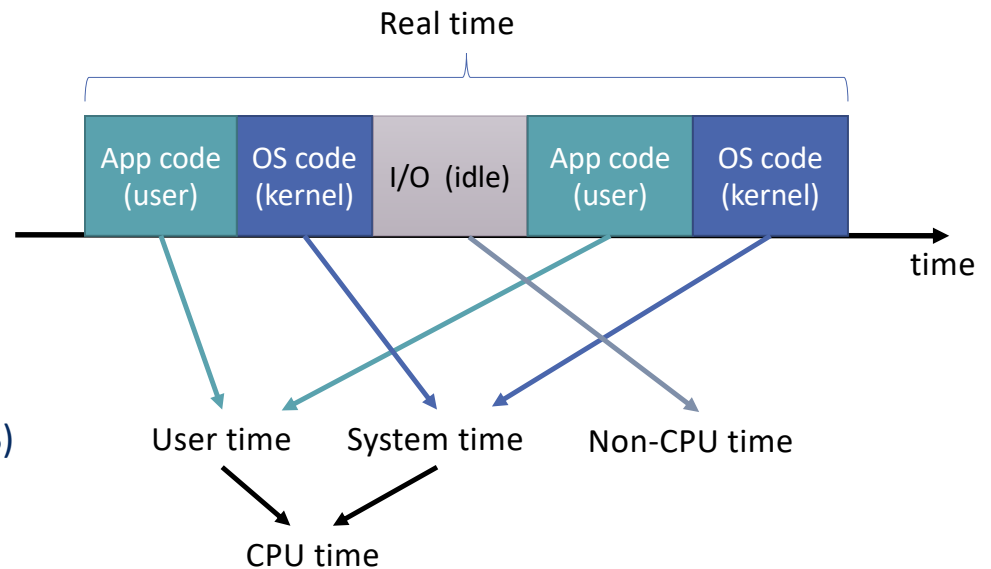 Real time
App code
(user)
OS code
(kernel)
I/O (idle)
App code
(user)
OS code
(kernel)
time
)
User time
System time
Non-CPU time
CPU time